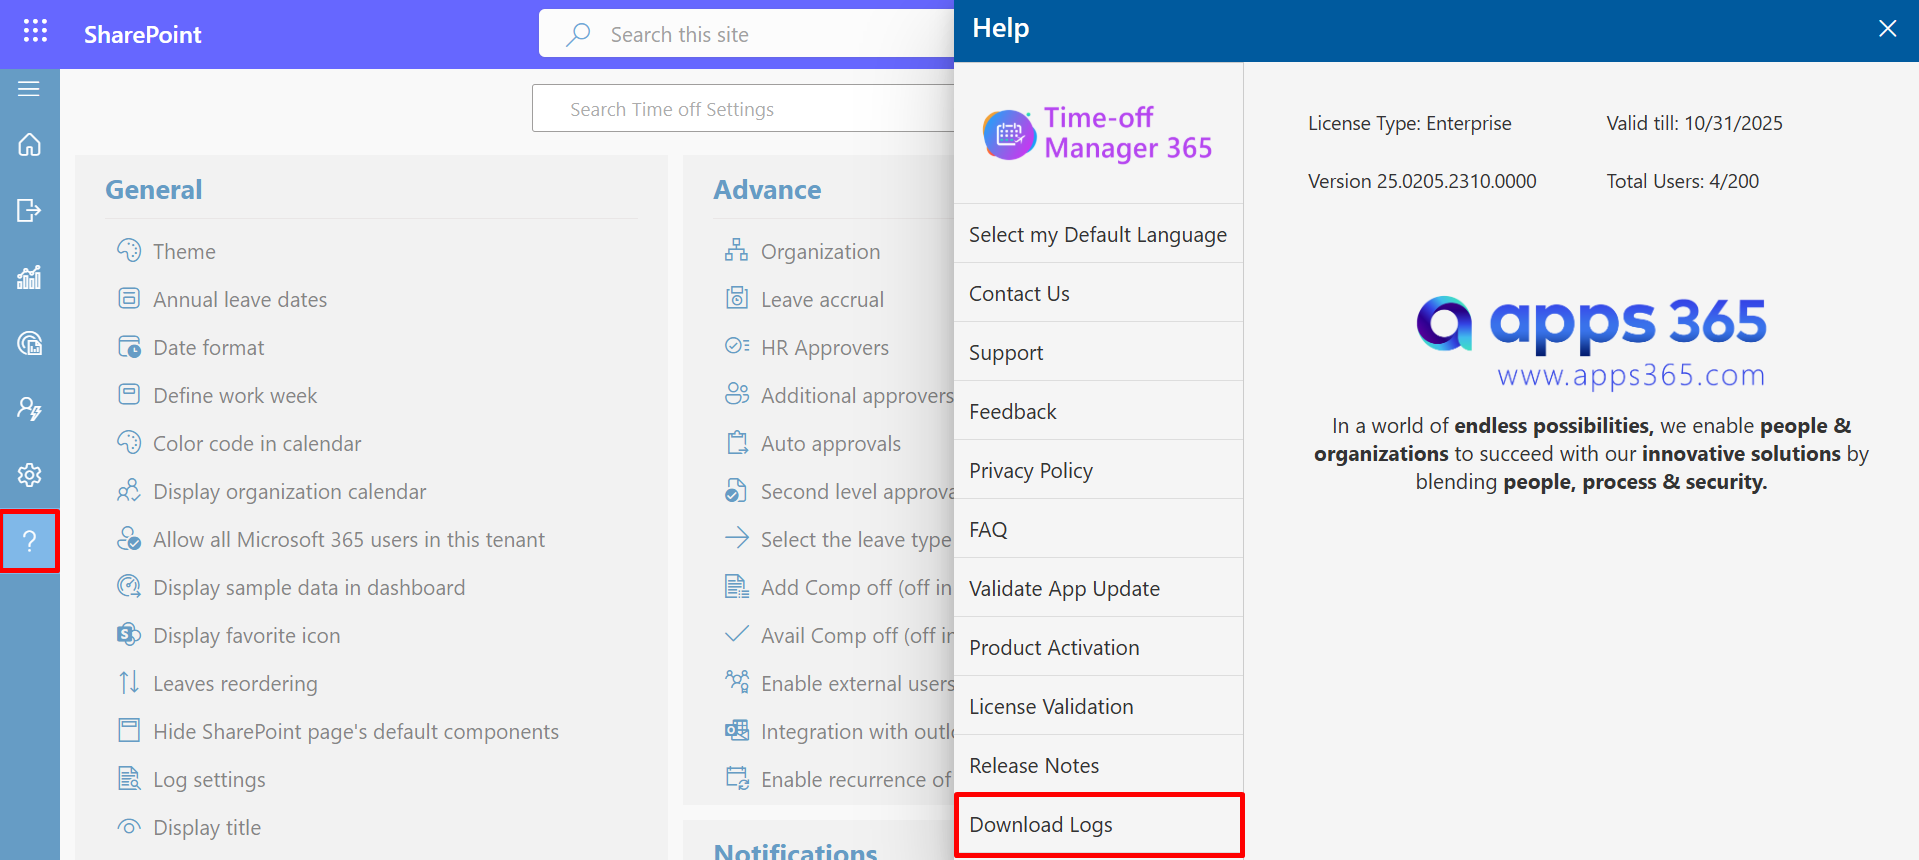 SharePoint
Search this site
Search Time off Settings
General
Theme
Annual leave dates
Date format
Define work week
Color code in calendar
Display organization calendar
Allow all Microsoft 365 users in this tenant
Display sample data in dashboard
Display favorite icon
Leaves reordering
Hide SharePoint page's default components
Log settings
Display title
Advance
Organization
Leave accrual
HR Approvers
Additional approvers
Auto approvals
Second level approva
Select the leave type
Add Comp off (off in
Avail Comp off (off in
Enable external users
Integration with outl
Enable recurrence of
Notifications
Help
Time-off
Manager 365
Select my Default Language
Contact Us
Support
Feedback
Privacy Policy
FAQ
Validate App Update
Product Activation
License Validation
Release Notes
Download Logs
License Type: Enterprise
Valid till: 10/31/2025
Version 25.0205.2310.0000
Total Users: 4/200
apps 365
www.apps365.com
In a world of endless possibilities, we enable people &
organizations to succeed with our innovative solutions by
blending people, process & security.